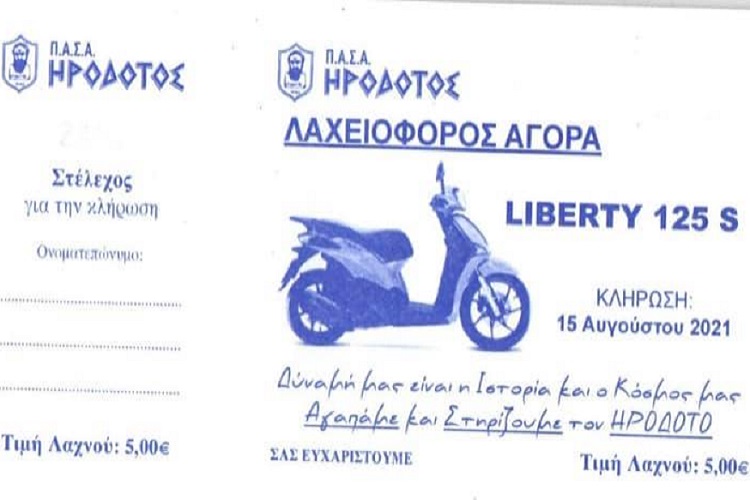 Π.Α.Σ.Α.
ΗΡΟΔΟΤΟΣ
Στέλεχος
για την κλήρωση
Ονοματεπώνυμο:
Τιμή Λαχνού: 5,00€
Π.Α.Σ.Α.
ΗΡΟΔΟΤΟΣ
ΛΑΧΕΙΟΦΟΡΟΣ ΑΓΟΡΑ
LIBERTY 125 S
ΚΛΗΡΩΣΗ:
15 Αυγούστου 2021
Δύναμή μας είναι η Ιστορία και ο Κόσμος μας
Αγαπάμε και Στηρίζουμε τον ΗΡΟΔΟΤΟ
ΣΑΣ ΕΥΧΑΡΙΣΤΟΥΜΕ
Τιμή Λαχνού: 5,00€